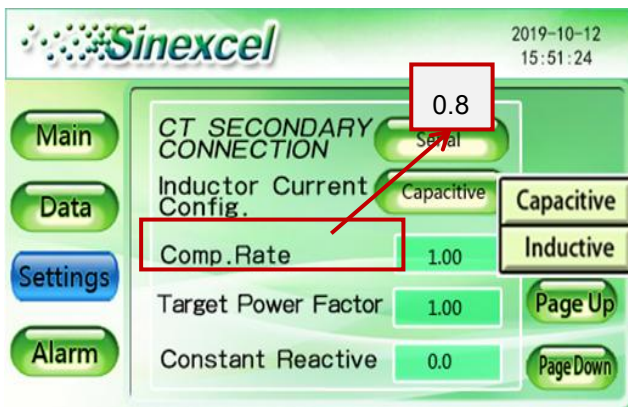 Sinexcel
2019-10-12
15:51:24
0.8
Main
CT SECONDARY
CONNECTION
Serial
Inductor Current
Config.
Capacitive
Capacitive
Data
Comp.Rate
1.00
Inductive
Settings
Target Power Factor
1.00
Page Up
Alarm
Constant Reactive
0.0
Page Down